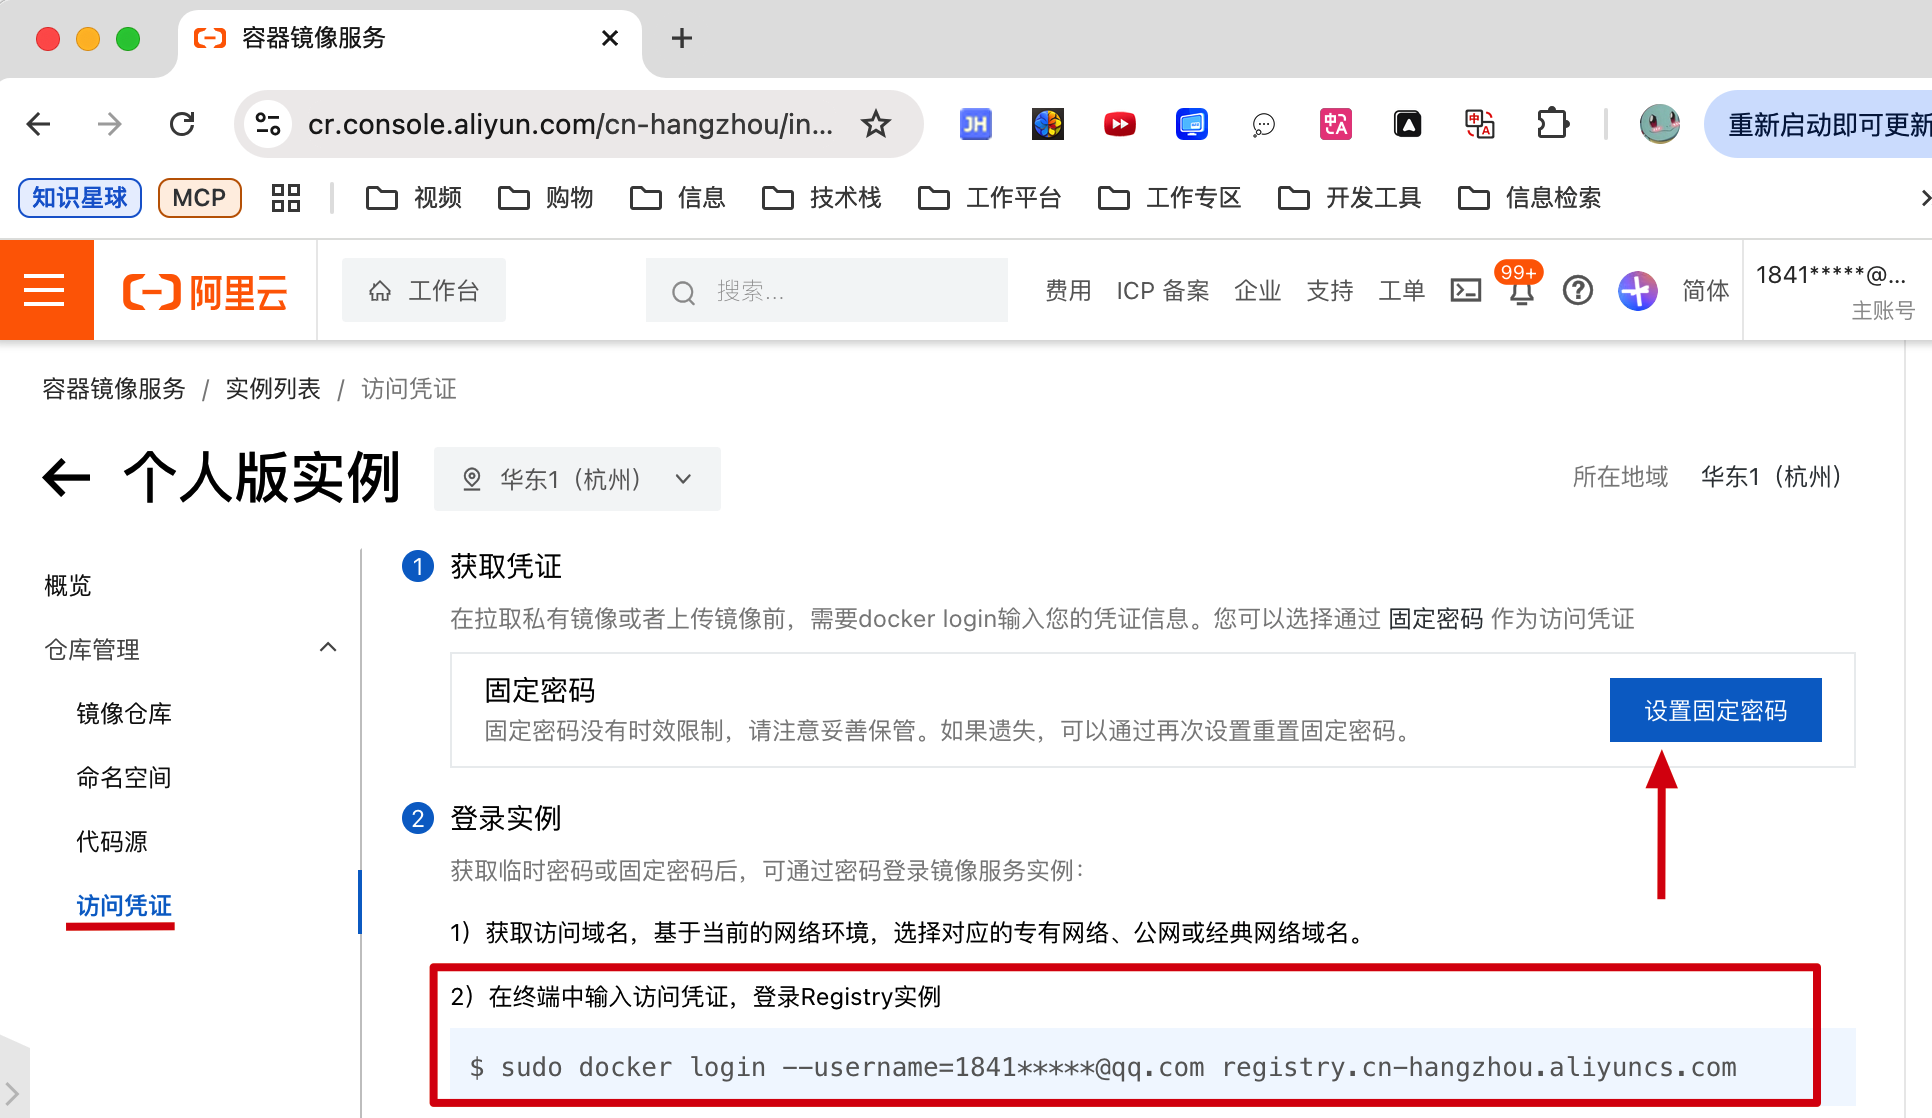 容器镜像服务
cr.console.aliyun.com/cn-hangzhou/in...
JH
中A
A
中A
重新启动即可更新
知识星球 MCP 视频 购物 信息 技术栈 工作平台 工作专区 开发工具 信息检索
阿里云 工作台 搜索... 费用 ICP 备案 企业 支持 工单 99+ 简体 1841*****@...
主账号
容器镜像服务 / 实例列表 / 访问凭证
个人版实例 华东1（杭州） 所在地域 华东1（杭州）
概览
仓库管理
镜像仓库
命名空间
代码源
访问凭证
1 获取凭证
在拉取私有镜像或者上传镜像前，需要docker login输入您的凭证信息。您可以选择通过 固定密码 作为访问凭证
固定密码
固定密码没有时效限制，请注意妥善保管。如果遗失，可以通过再次设置重置固定密码。
设置固定密码
2 登录实例
获取临时密码或固定密码后，可通过密码登录镜像服务实例：
1）获取访问域名，基于当前的网络环境，选择对应的专有网络、公网或经典网络域名。
2）在终端中输入访问凭证，登录Registry实例
$ sudo docker login --username=1841*****@qq.com registry.cn-hangzhou.aliyuncs.com